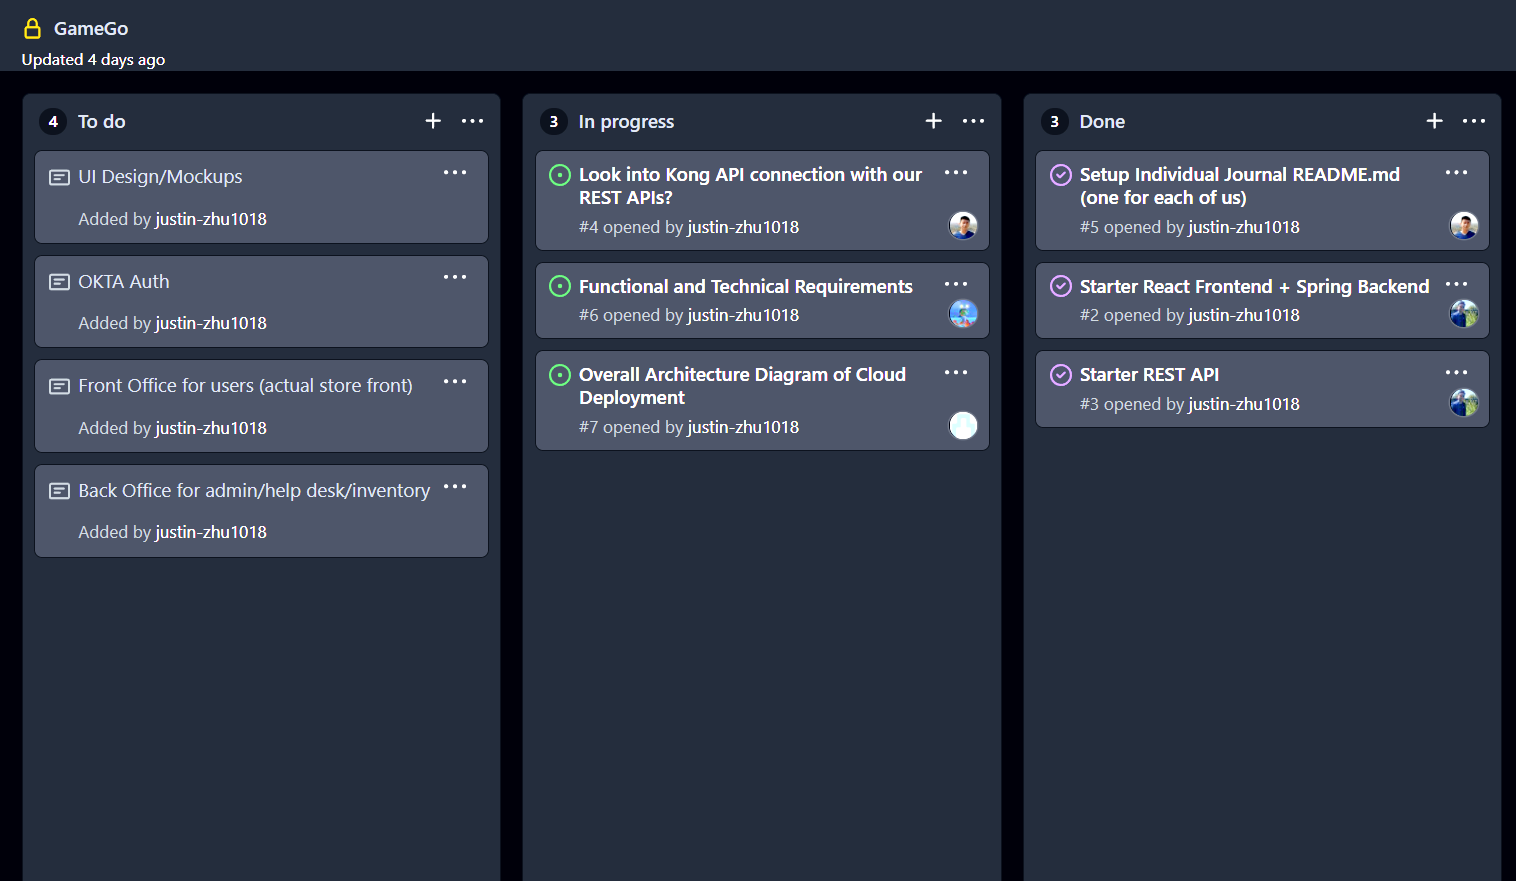 GameGo
Updated 4 days ago
4 To do
UI Design/Mockups
Added by justin-zhu1018
OKTA Auth
Added by justin-zhu1018
Front Office for users (actual store front)
Added by justin-zhu1018
Back Office for admin/help desk/inventory
Added by justin-zhu1018
3 In progress
Look into Kong API connection with our
REST APIs?
#4 opened by justin-zhu1018
Functional and Technical Requirements
#6 opened by justin-zhu1018
Overall Architecture Diagram of Cloud
Deployment
#7 opened by justin-zhu1018
3 Done
Setup Individual Journal README.md
(one for each of us)
#5 opened by justin-zhu1018
Starter React Frontend + Spring Backend
#2 opened by justin-zhu1018
Starter REST API
#3 opened by justin-zhu1018